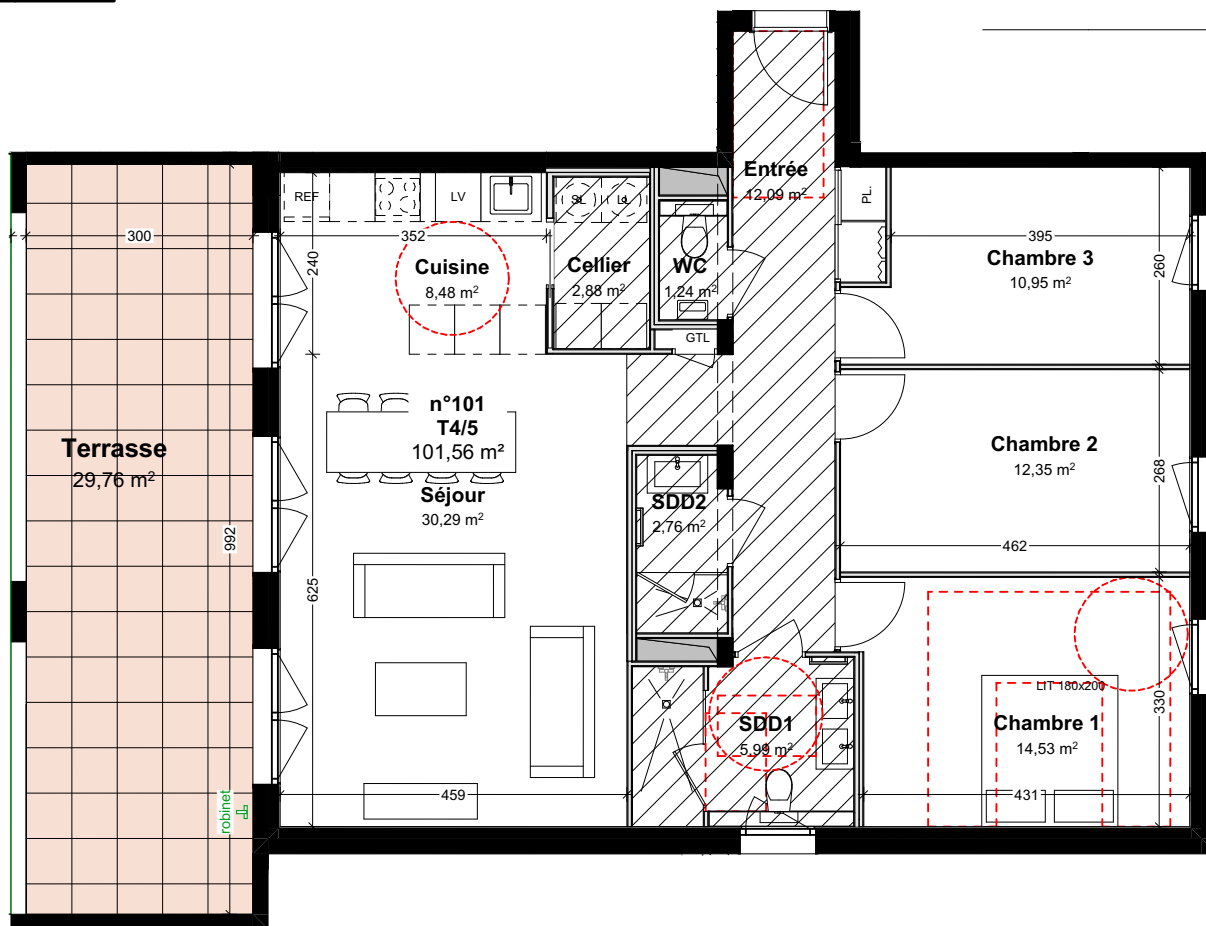 Entrée
12,09 m²
REF
LV
SL
LL
PL.
300
352
395
240
260
Cuisine
8,48 m²
Cellier
2,88 m²
WC
1,24 m²
Chambre 3
10,95 m²
GTL
n°101
T4/5
101,56 m²
Terrasse
29,76 m²
Séjour
30,29 m²
SDD2
2,76 m²
Chambre 2
12,35 m²
268
992
462
625
LIT 180x200
330
SDD1
5,99 m²
Chambre 1
14,53 m²
robinet
459
431